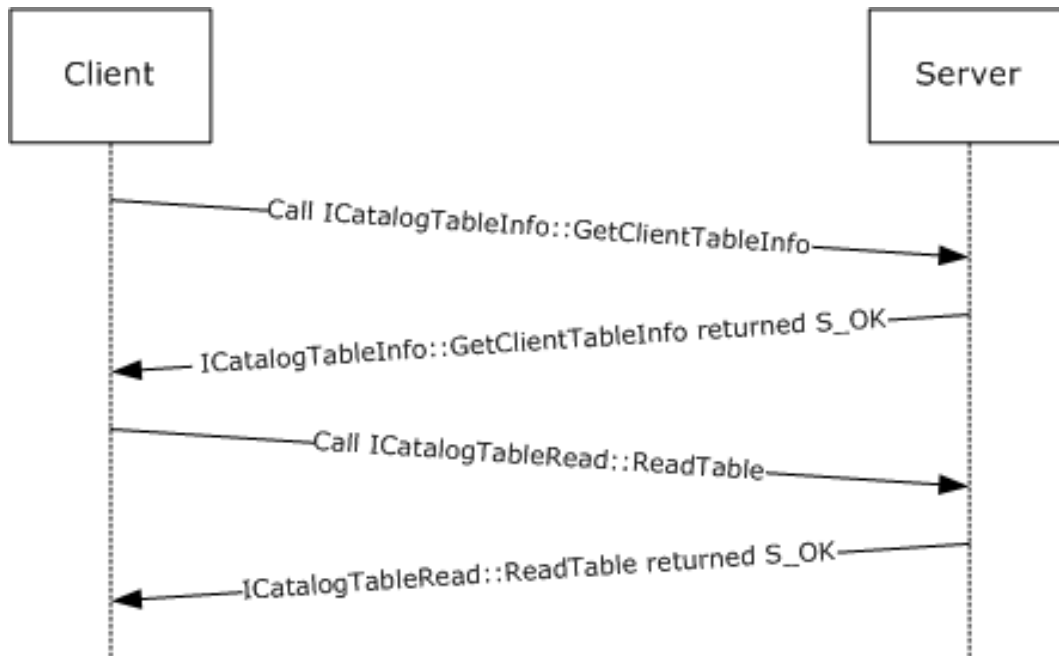 Client
Server
Call ICatalogTableInfo::GetClientTableInfo
ICatalogTableInfo::GetClientTableInfo returned S_OK
Call ICatalogTableRead::ReadTable
ICatalogTableRead::ReadTable returned S_OK